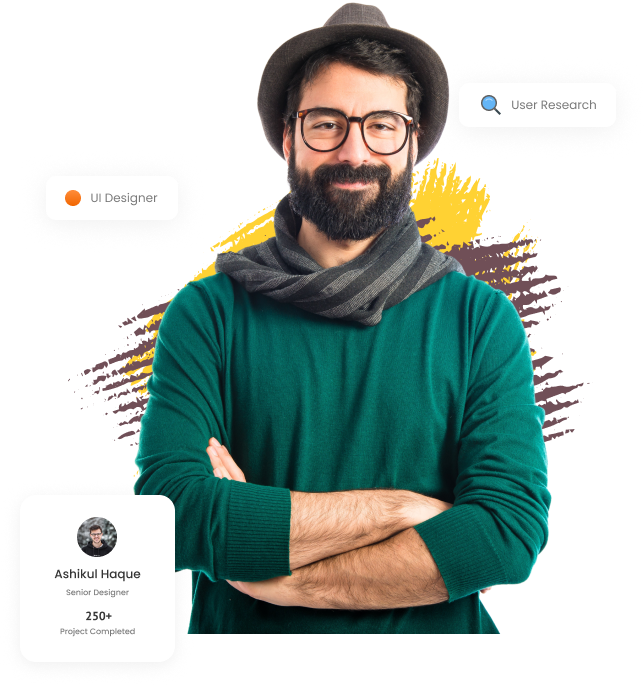 User Research
UI Designer
Ashikul Haque
Senior Designer
250+
Project Completed